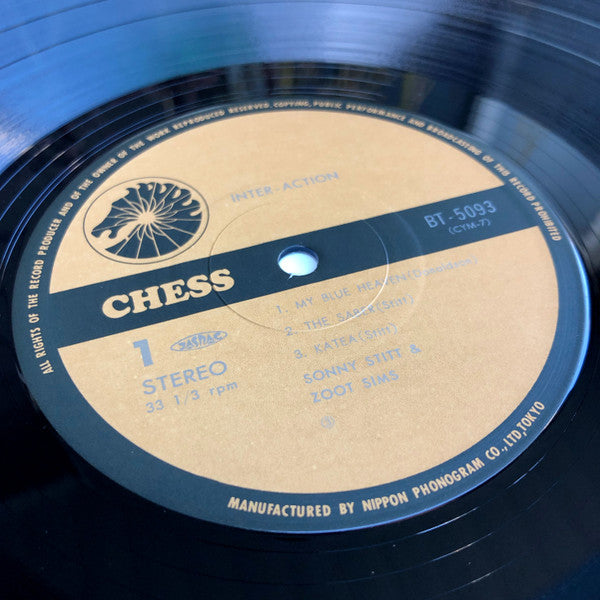 ALL RIGHTS OF THE RECORD PRODUCER AND OF THE OWNER OF THE WORK REPRODUCED RESERVED. COPYING, PUBLIC PERFORMANCE AND BROADCASTING OF THIS RECORD PROHIBITED
INTER-ACTION
BT-5093
(CYM-7)
CHESS
1. MY BLUE HEAVEN (Donaldson)
2. THE SABER (Stitt)
3. KATEA (Stitt)
1
JASRAC
STEREO
33 1/3 rpm
SONNY STITT &
ZOOT SIMS
MANUFACTURED BY NIPPON PHONOGRAM CO., LTD, TOKYO